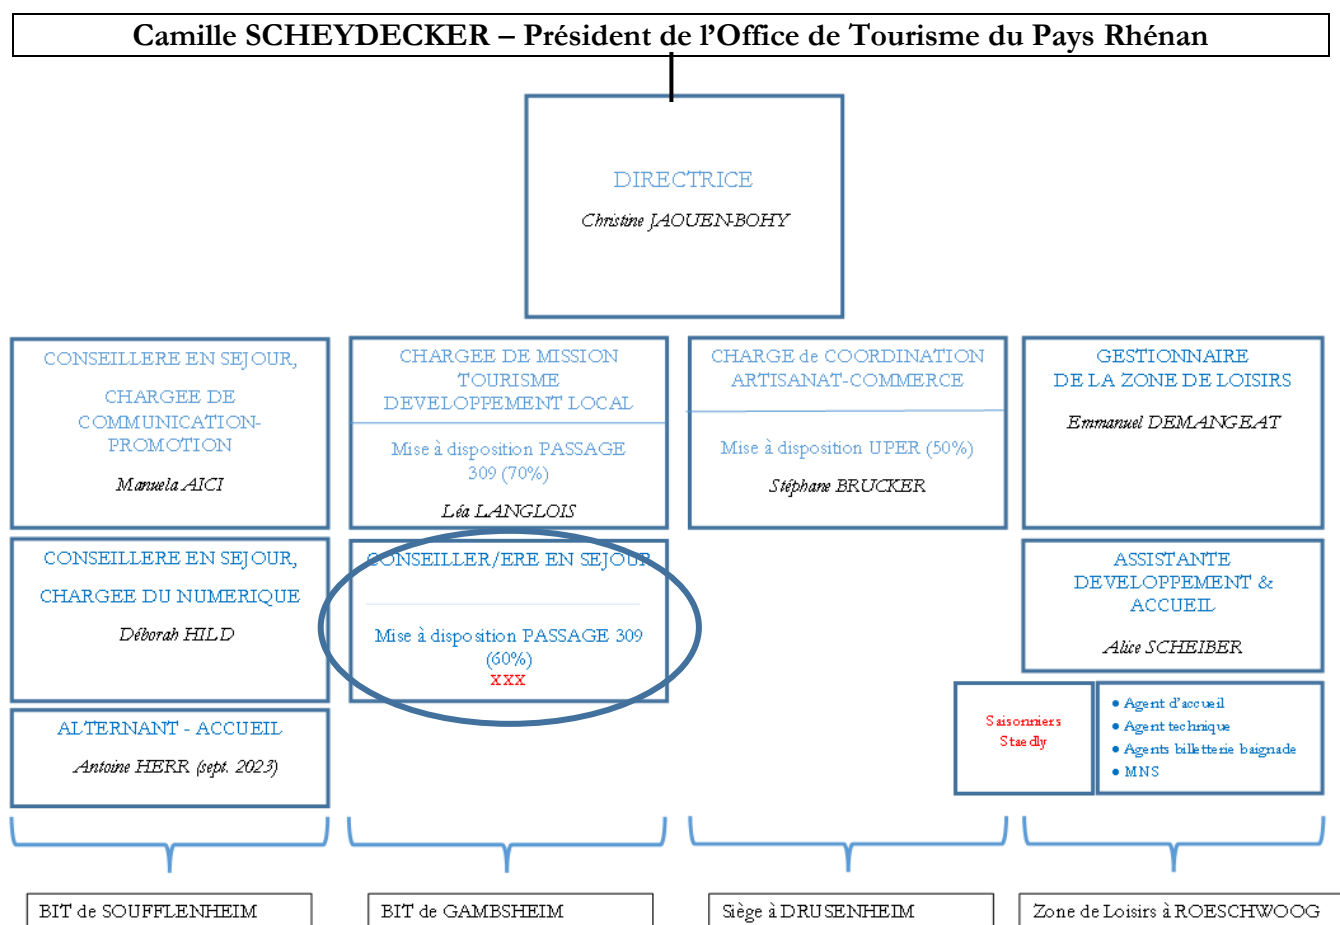 Camille SCHEYDECKER – Président de l’Office de Tourisme du Pays Rhénan
DIRECTRICE
Christine JAOUEN-BOHY
CONSEILLERE EN SEJOUR,
CHARGEE DE
COMMUNICATION-
PROMOTION
Manuela AICI
CHARGEE DE MISSION
TOURISME
DEVELOPPEMENT LOCAL
Mise à disposition PASSAGE
309 (70%)
Léa LANGLOIS
CHARGE de COORDINATION
ARTISANAT-COMMERCE
Mise à disposition UPER (50%)
Stéphane BRUCKER
GESTIONNAIRE
DE LA ZONE DE LOISIRS
Emmanuel DEMANGEAT
CONSEILLERE EN SEJOUR,
CHARGEE DU NUMERIQUE
Déborah HILD
CONSEILLER/ERE EN SEJOUR
Mise à disposition PASSAGE 309
(60%)
XXX
ASSISTANTE
DEVELOPPEMENT &
ACCUEIL
Alice SCHEIBER
ALTERNANT - ACCUEIL
Antoine HERR (sept. 2023)
Saisonniers
Staedly
• Agent d’accueil
• Agent technique
• Agents billetterie baignade
• MNS
BIT de SOUFFLENHEIM
BIT de GAMBSHEIM
Siège à DRUSENHEIM
Zone de Loisirs à ROESCHWOOG